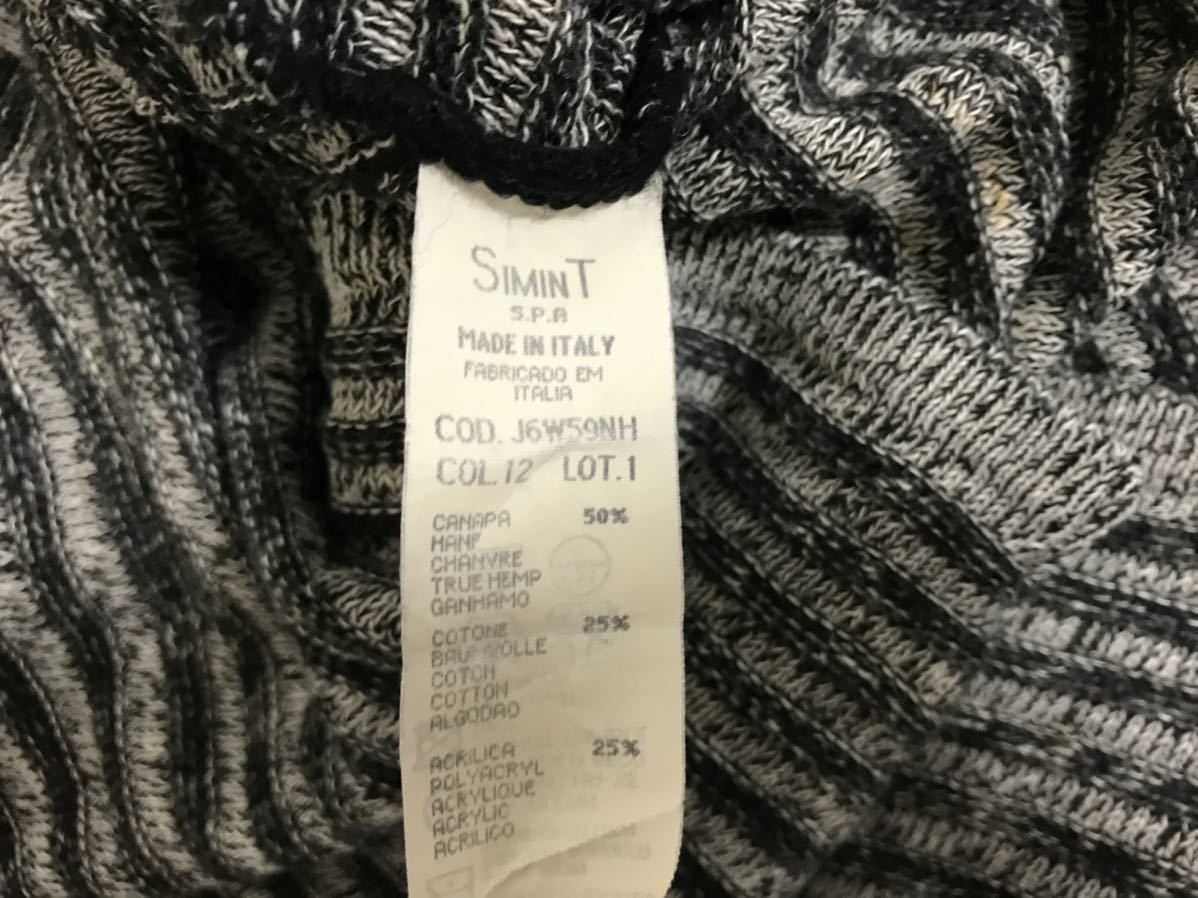 SIMINT
S.P.A
MADE IN ITALY
FABRICADO EM
ITALIA
COD. J6W59NH
COL.12 LOT.1
CANAPA 50%
HANF
CHANVRE
TRUE HEMP
GANHAMO
COTONE 25%
BAUMWOLLE
COTON
COTTON
ALGODAO
ACRILICA 25%
POLYACRYL
ACRYLIQUE
ACRYLIC
ACRILICO